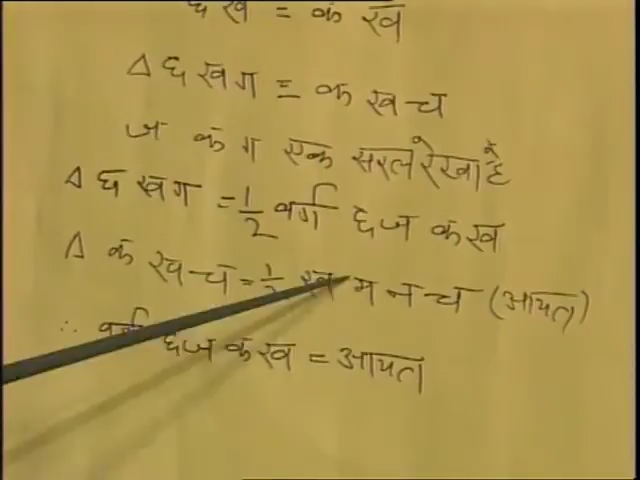 छ ख = क ख
Δ छ ख ग = क ख च
ज क ग एक सरल रेखा है
Δ छ ख ग = 1/2 वर्ग छ ज क ख
Δ क ख च = 1/2 ख म न च (आयत)
∴ वर्ग छ ज क ख = आयत